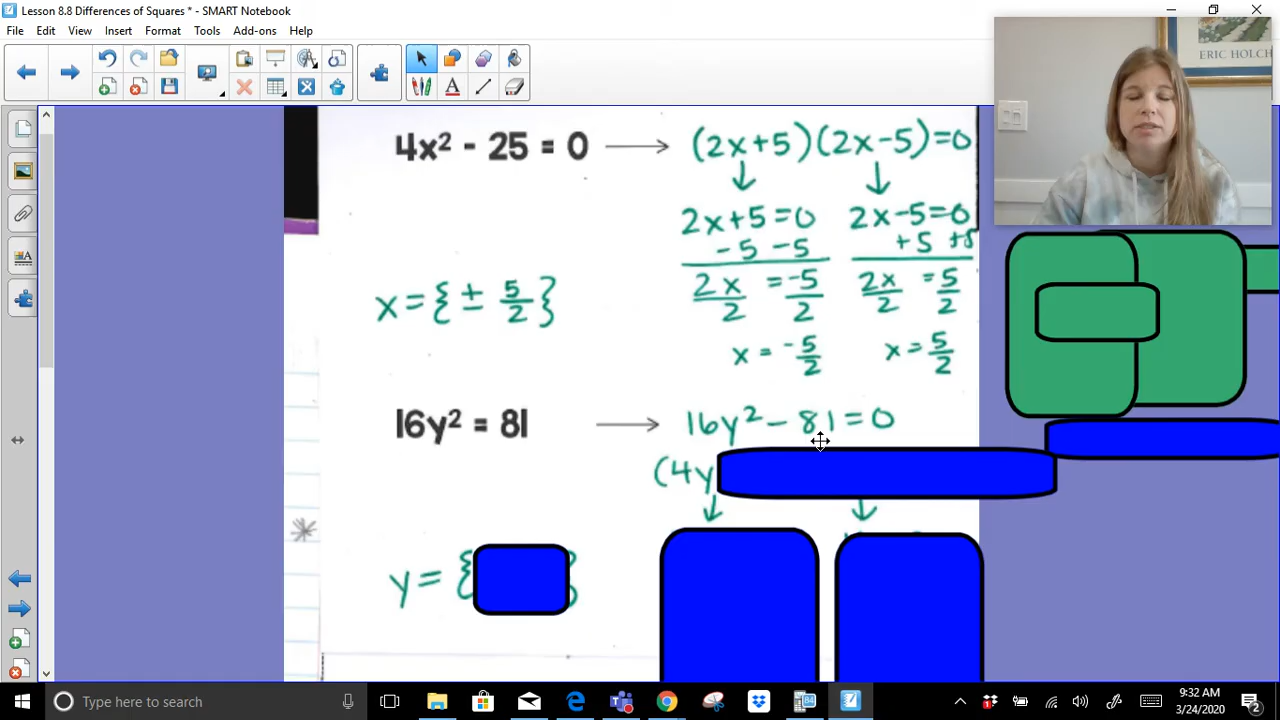 Lesson 8.8 Differences of Squares * - SMART Notebook
File Edit View Insert Format Tools Add-ons Help
ERIC HOLCH
4x² - 25 = 0 → (2x+5)(2x-5)=0
2x+5=0 2x-5=0
-5 -5 +5 +5
2x/2 = -5/2 2x/2 = 5/2
x = {± 5/2}
x = -5/2 x = 5/2
16y² = 81 → 16y² - 81 = 0
(4y
y = {
Type here to search
9:32 AM
3/24/2020
2